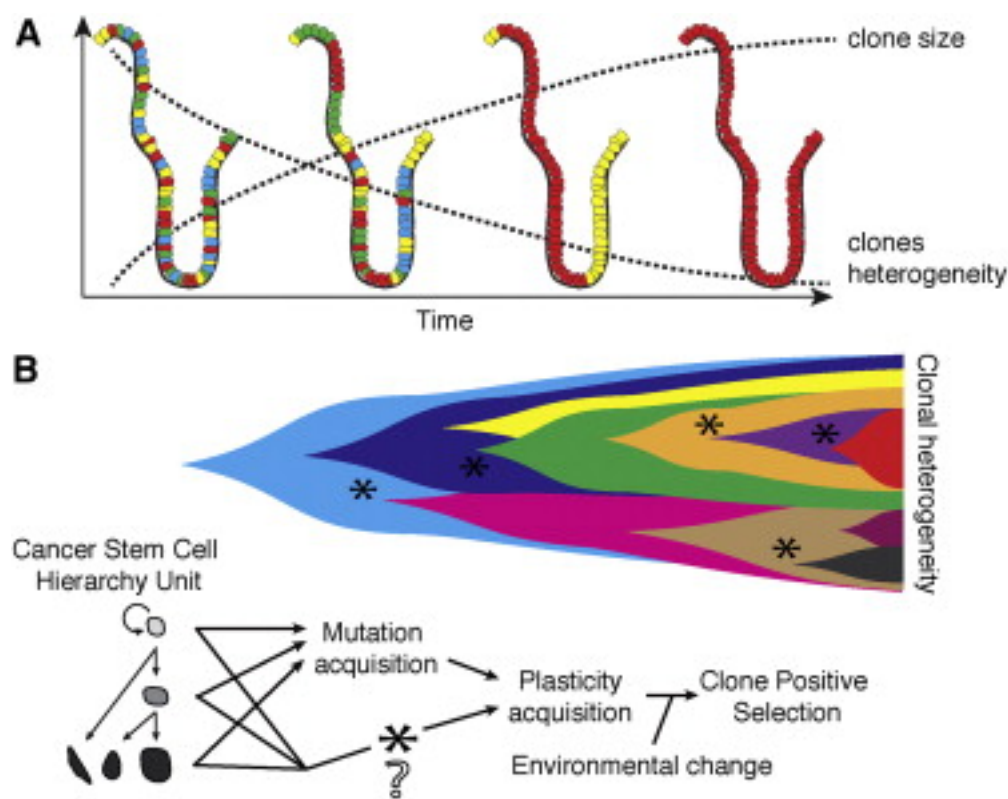 A
clone size
clones
heterogeneity
Time
B
Clonal heterogeneity
*
*
*
*
*
Cancer Stem Cell
Hierarchy Unit
Mutation
acquisition
Plasticity
acquisition
Clone Positive
Selection
*
?
Environmental change